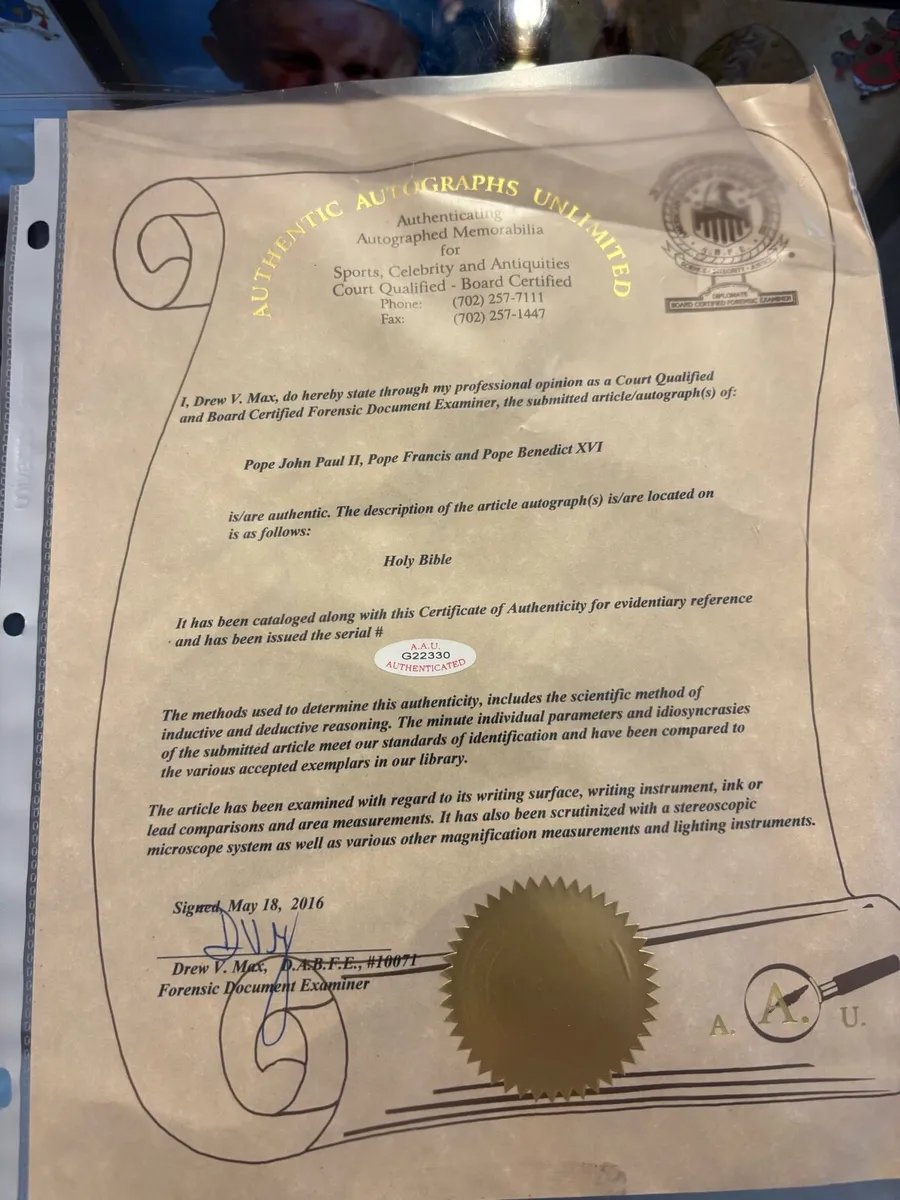 AUTHENTIC AUTOGRAPHS UNLIMITED
Authenticating
Autographed Memorabilia
for
Sports, Celebrity and Antiquities
Court Qualified - Board Certified
Phone: (702) 257-7111
Fax: (702) 257-1447
A.B.F.E.
SCIENCE - INTEGRITY - JUSTICE
DIPLOMATE
BOARD CERTIFIED FORENSIC EXAMINER
I, Drew V. Max, do hereby state through my professional opinion as a Court Qualified
and Board Certified Forensic Document Examiner, the submitted article/autograph(s) of:
Pope John Paul II, Pope Francis and Pope Benedict XVI
is/are authentic. The description of the article autograph(s) is/are located on
is as follows:
Holy Bible
It has been cataloged along with this Certificate of Authenticity for evidentiary reference
and has been issued the serial #
A.A.U.
G22330
AUTHENTICATED
The methods used to determine this authenticity, includes the scientific method of
inductive and deductive reasoning. The minute individual parameters and idiosyncrasies
of the submitted article meet our standards of identification and have been compared to
the various accepted exemplars in our library.
The article has been examined with regard to its writing surface, writing instrument, ink or
lead comparisons and area measurements. It has also been scrutinized with a stereoscopic
microscope system as well as various other magnification measurements and lighting instruments.
Signed, May 18, 2016
Drew V. Max, D.A.B.F.E., #10071
Forensic Document Examiner
A. A. U.